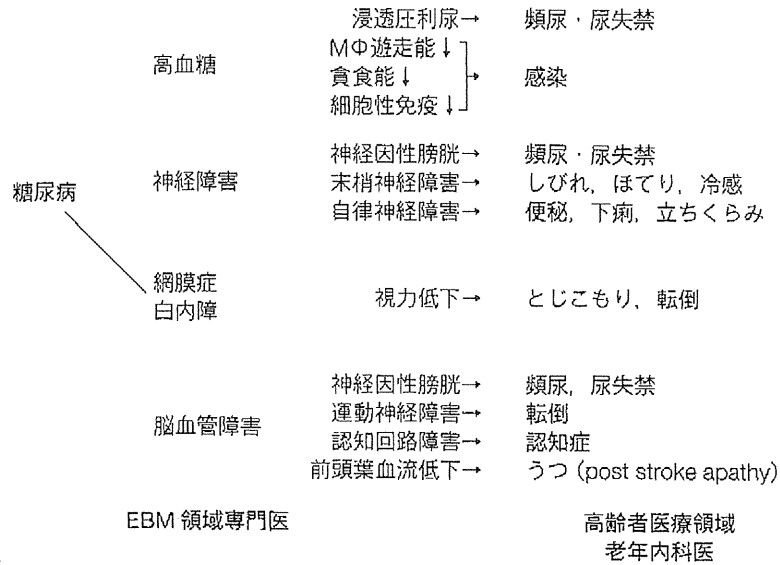 浸透圧利尿→ 頻尿・尿失禁
高血糖 MΦ遊走能↓
貪食能↓ → 感染
細胞性免疫↓
神経因性膀胱→ 頻尿・尿失禁
糖尿病 神経障害 末梢神経障害→ しびれ，ほてり，冷感
自律神経障害→ 便秘，下痢，立ちくらみ
網膜症
白内障 視力低下→ とじこもり，転倒
神経因性膀胱→ 頻尿，尿失禁
脳血管障害 運動神経障害→ 転倒
認知回路障害→ 認知症
前頭葉血流低下→ うつ (post stroke apathy)
EBM 領域専門医 高齢者医療領域
老年内科医